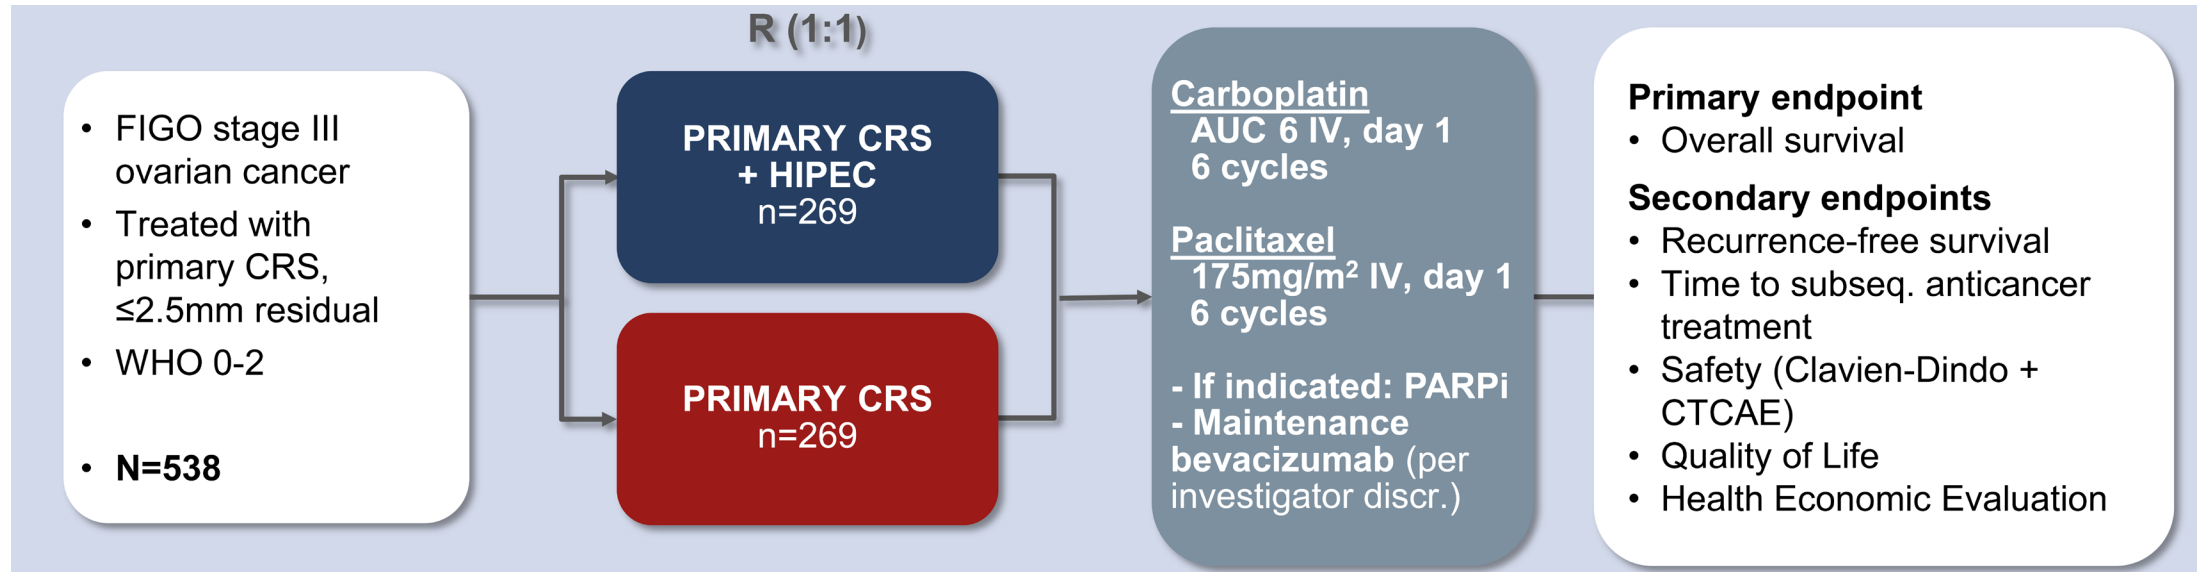 R (1:1)
• FIGO stage III
ovarian cancer
• Treated with
primary CRS,
≤2.5mm residual
• WHO 0-2
• N=538
PRIMARY CRS
+ HIPEC
n=269
PRIMARY CRS
n=269
Carboplatin
AUC 6 IV, day 1
6 cycles
Paclitaxel
175mg/m² IV, day 1
6 cycles
- If indicated: PARPi
- Maintenance
bevacizumab (per
investigator discr.)
Primary endpoint
• Overall survival
Secondary endpoints
• Recurrence-free survival
• Time to subseq. anticancer
treatment
• Safety (Clavien-Dindo +
CTCAE)
• Quality of Life
• Health Economic Evaluation